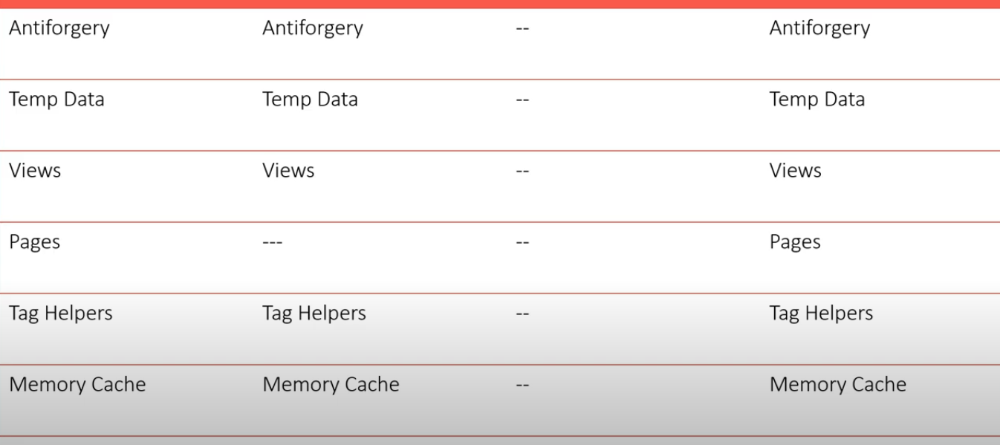 Antiforgery Antiforgery -- Antiforgery
Temp Data Temp Data -- Temp Data
Views Views -- Views
Pages --- -- Pages
Tag Helpers Tag Helpers -- Tag Helpers
Memory Cache Memory Cache -- Memory Cache